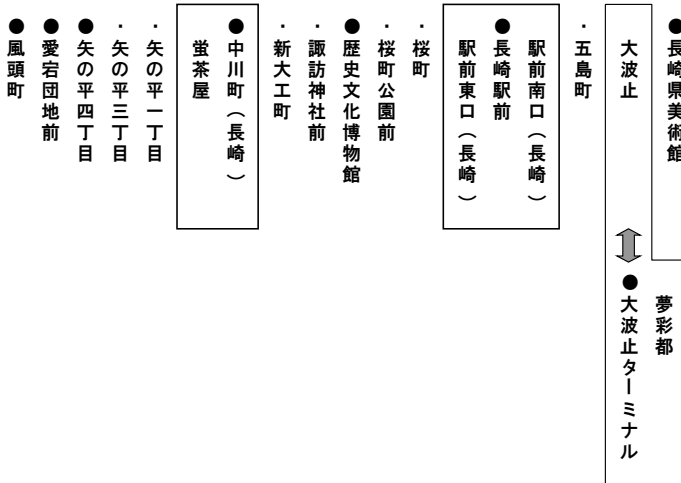 ●長崎県美術館
夢彩都
大波止
●大波止ターミナル
・五島町
駅前南口（長崎）
●長崎駅前
駅前東口（長崎）
・桜町
・桜町公園前
●歴史文化博物館
・諏訪神社前
・新大工町
●中川町（長崎）
蛍茶屋
・矢の平一丁目
・矢の平三丁目
●矢の平四丁目
●愛宕団地前
●風頭町